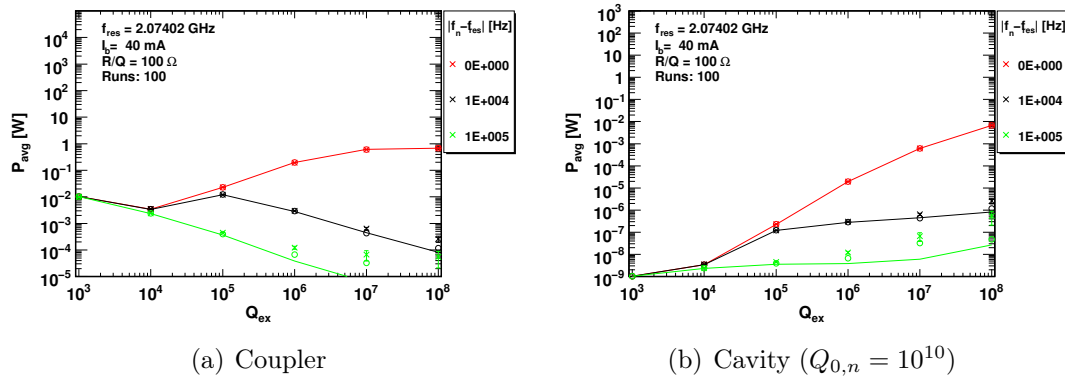 f_res = 2.07402 GHz
I_b= 40 mA
R/Q = 100 Ω
Runs: 100
|f_n–f_es| [Hz]
0E+000
1E+004
1E+005
P_avg [W]
10^4
10^3
10^2
10
1
10^-1
10^-2
10^-3
10^-4
10^-5
10^3 10^4 10^5 10^6 10^7 10^8
Q_ex
(a) Coupler
f_res = 2.07402 GHz
I_b= 40 mA
R/Q = 100 Ω
Runs: 100
|f_n–f_es| [Hz]
0E+000
1E+004
1E+005
P_avg [W]
10^3
10^2
10
1
10^-1
10^-2
10^-3
10^-4
10^-5
10^-6
10^-7
10^-8
10^-9
10^3 10^4 10^5 10^6 10^7 10^8
Q_ex
(b) Cavity (Q_{0,n} = 10^{10})